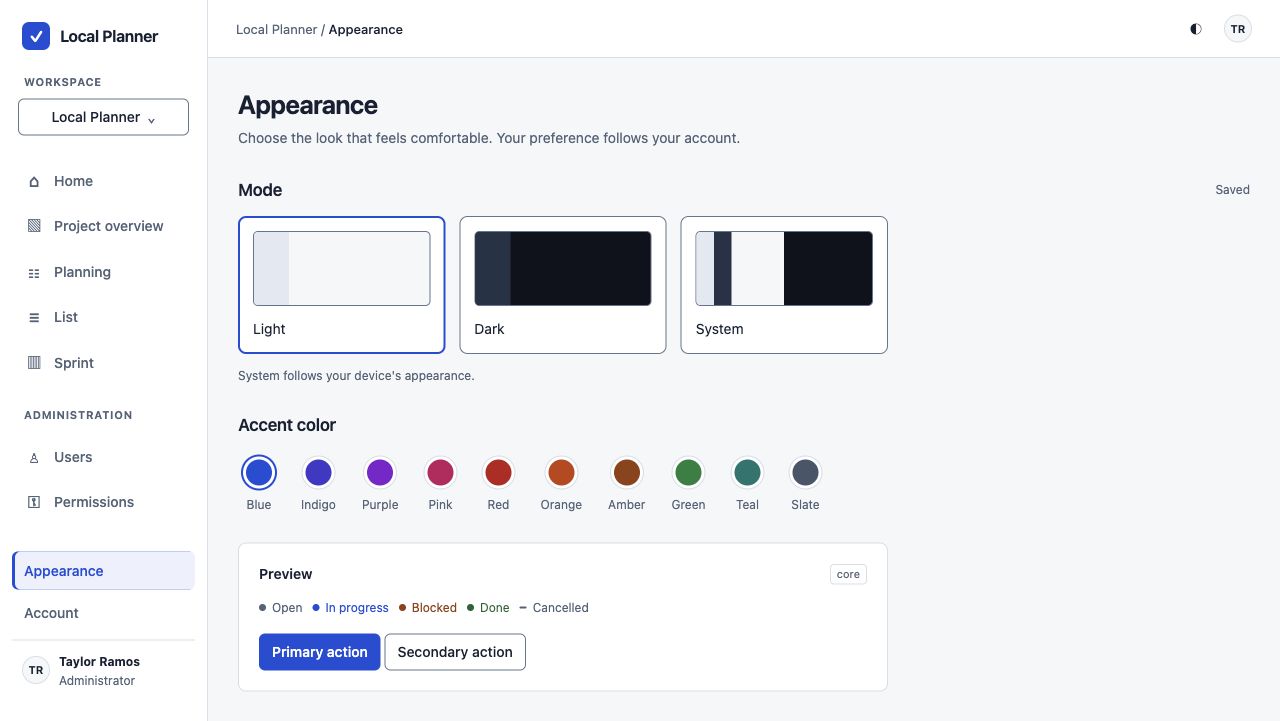 Local Planner
WORKSPACE
Local Planner
Home
Project overview
Planning
List
Sprint
ADMINISTRATION
Users
Permissions
Appearance
Account
TR
Taylor Ramos
Administrator
Local Planner / Appearance
TR
Appearance
Choose the look that feels comfortable. Your preference follows your account.
Mode
Saved
Light
Dark
System
System follows your device's appearance.
Accent color
Blue
Indigo
Purple
Pink
Red
Orange
Amber
Green
Teal
Slate
Preview
core
Open
In progress
Blocked
Done
Cancelled
Primary action
Secondary action